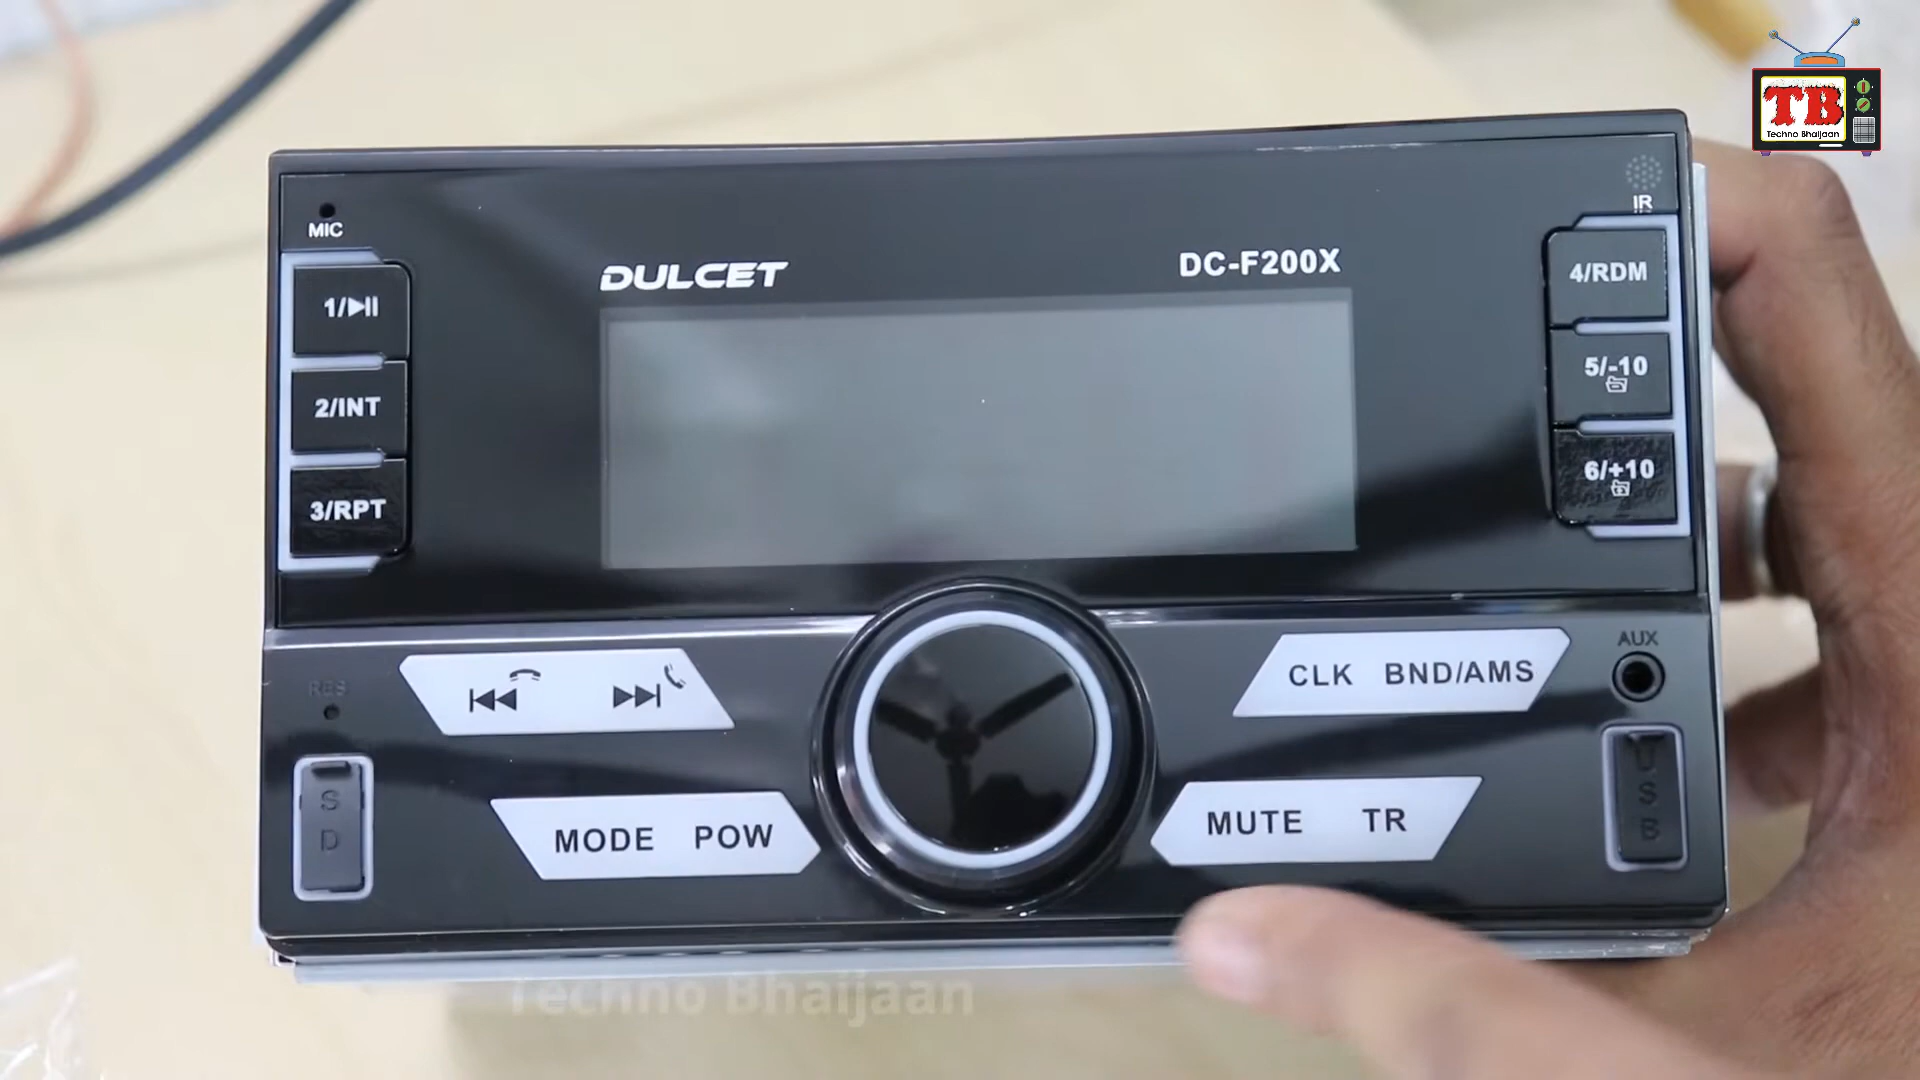 TB
Techno Bhaijaan
MIC
IR
DULCET
DC-F200X
1/
2/INT
3/RPT
4/RDM
5/-10
6/+10
RES
AUX
CLK BND/AMS
MODE POW
MUTE TR
S
D
U
S
B
Techno Bhaijaan